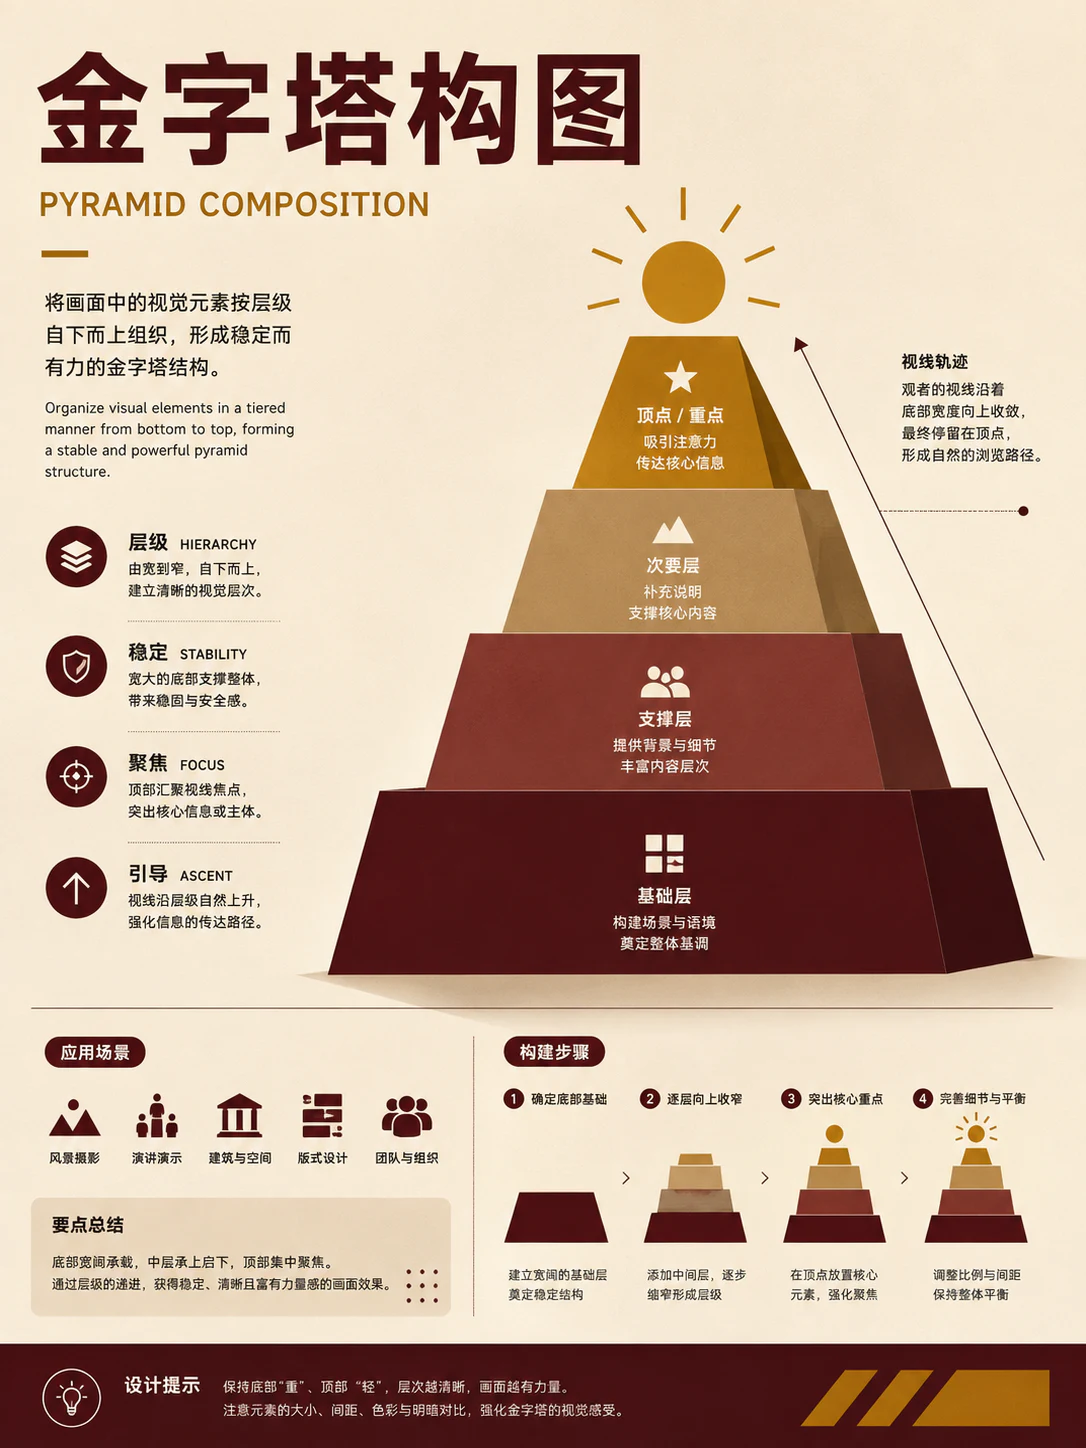 金字塔构图
PYRAMID COMPOSITION
将画面中的视觉元素按层级
自下而上组织，形成稳定而
有力的金字塔结构。
Organize visual elements in a tiered
manner from bottom to top, forming
a stable and powerful pyramid
structure.
层级 HIERARCHY
由宽到窄，自下而上，
建立清晰的视觉层次。
稳定 STABILITY
宽大的底部支撑整体，
带来稳固与安全感。
聚焦 FOCUS
顶部汇聚视线焦点，
突出核心信息或主体。
引导 ASCENT
视线沿层级自然上升，
强化信息的传达路径。
顶点 / 重点
吸引注意力
传达核心信息
次要层
补充说明
支撑核心内容
支撑层
提供背景与细节
丰富内容层次
基础层
构建场景与语境
奠定整体基调
视线轨迹
观者的视线沿着
底部宽度向上收敛，
最终停留在顶点，
形成自然的浏览路径。
应用场景
风景摄影
演讲演示
建筑与空间
版式设计
团队与组织
要点总结
底部宽阔承载，中层承上启下，顶部集中聚焦。
通过层级的递进，获得稳定、清晰且富有力量感的画面效果。
构建步骤
1 确定底部基础
建立宽阔的基础层
奠定稳定结构
2 逐层向上收窄
添加中间层，逐步
缩窄形成层级
3 突出核心重点
在顶点放置核心
元素，强化聚焦
4 完善细节与平衡
调整比例与间距
保持整体平衡
设计提示
保持底部“重”、顶部“轻”，层次越清晰，画面越有力量。
注意元素的大小、间距、色彩与明暗对比，强化金字塔的视觉感受。